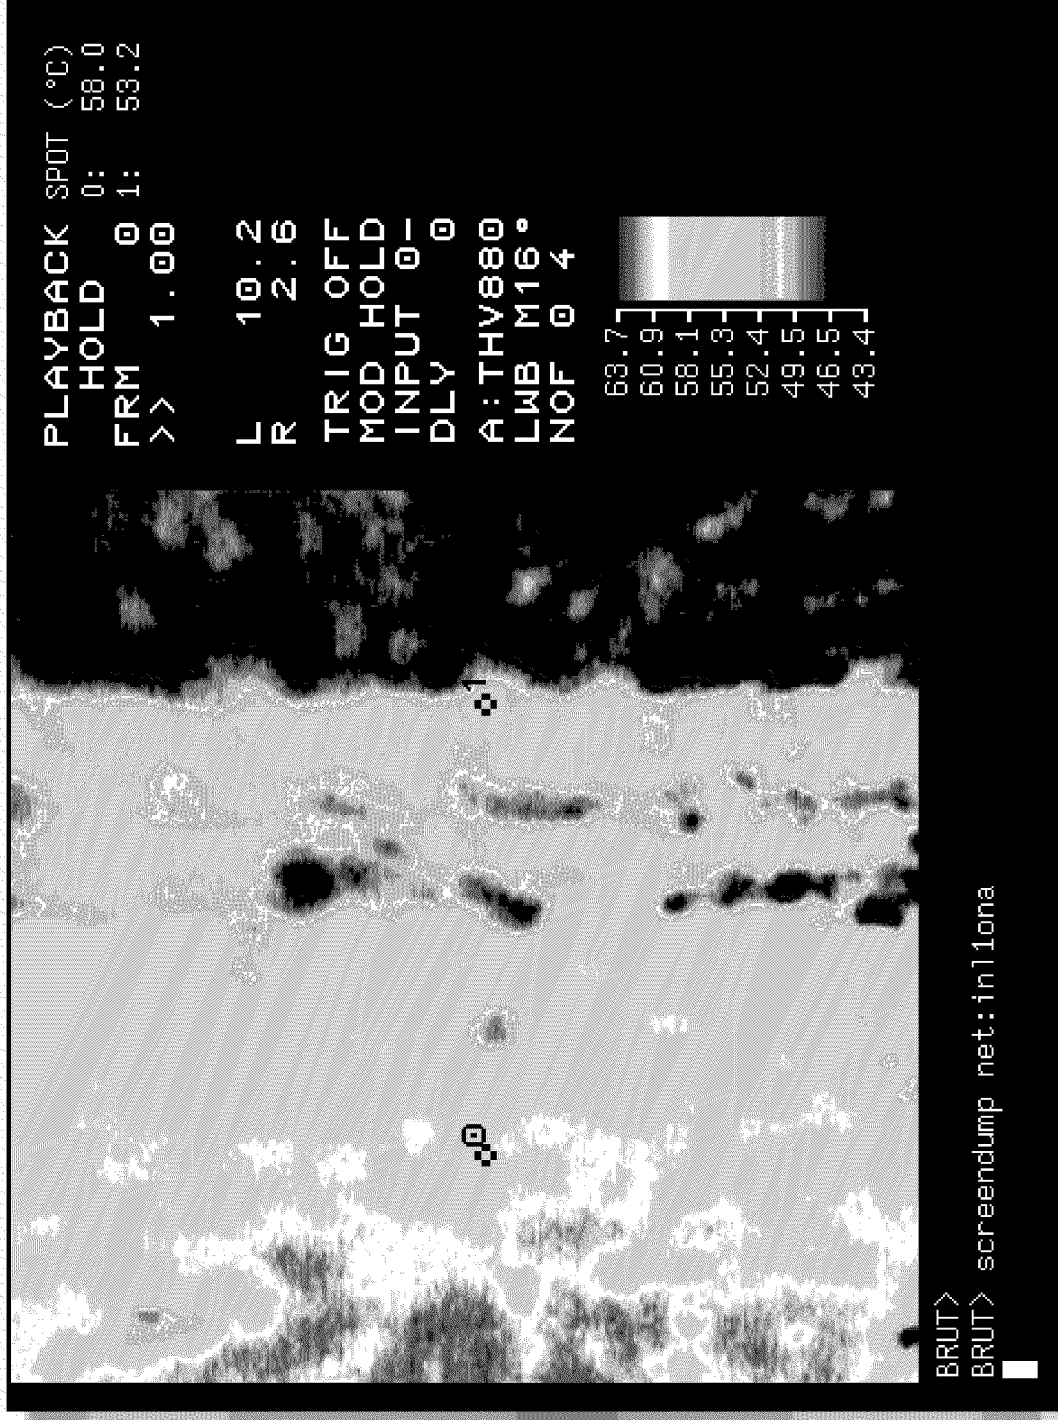 PLAYBACK
HOLD
FRM 0
>> 1.00
L 10.2
R 2.6
TRIG OFF
MOD HOLD
INPUT 0-
DLY 0
A:THV880
LWB M16°
NOF 0 4
SPOT (°C)
0: 58.0
1: 53.2
63.7
60.9
58.1
55.3
52.4
49.5
46.5
43.4
1
0
BRUT>
BRUT> screendump net:inl1ona